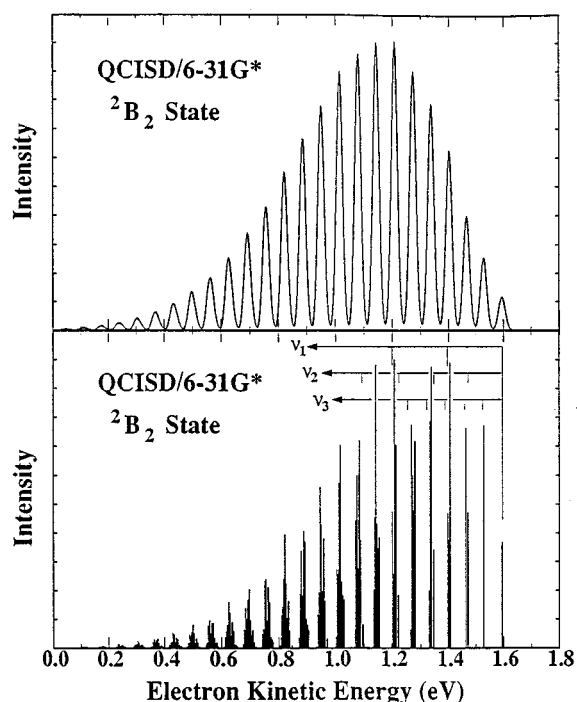 QCISD/6-31G*
²B₂ State
Intensity
QCISD/6-31G*
²B₂ State
Intensity
ν₁
ν₂
ν₃
0.0 0.2 0.4 0.6 0.8 1.0 1.2 1.4 1.6 1.8
Electron Kinetic Energy (eV)